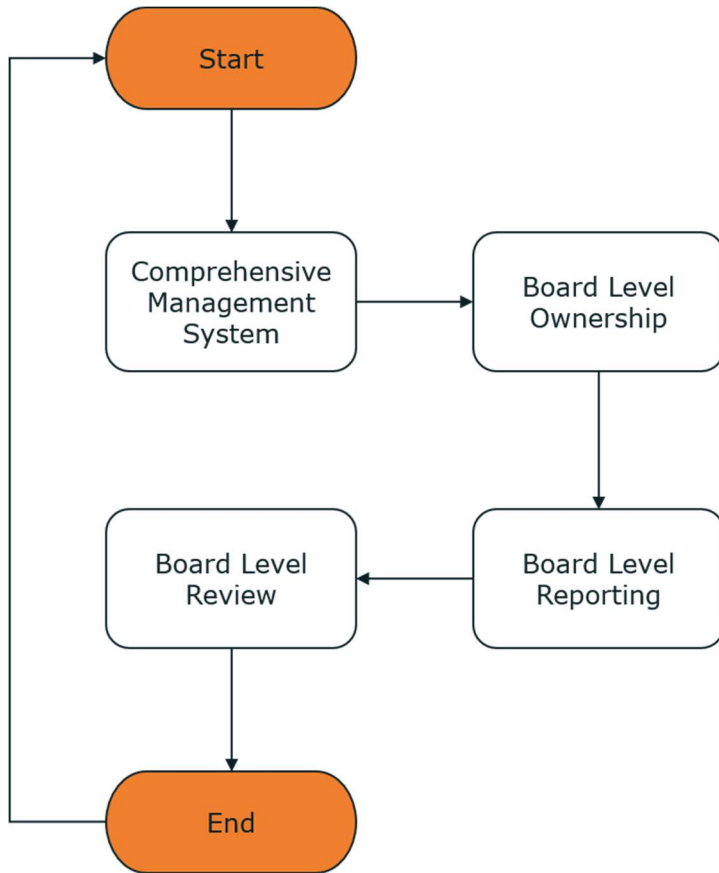 Start
Comprehensive
Management
System
Board Level
Ownership
Board Level
Reporting
Board Level
Review
End